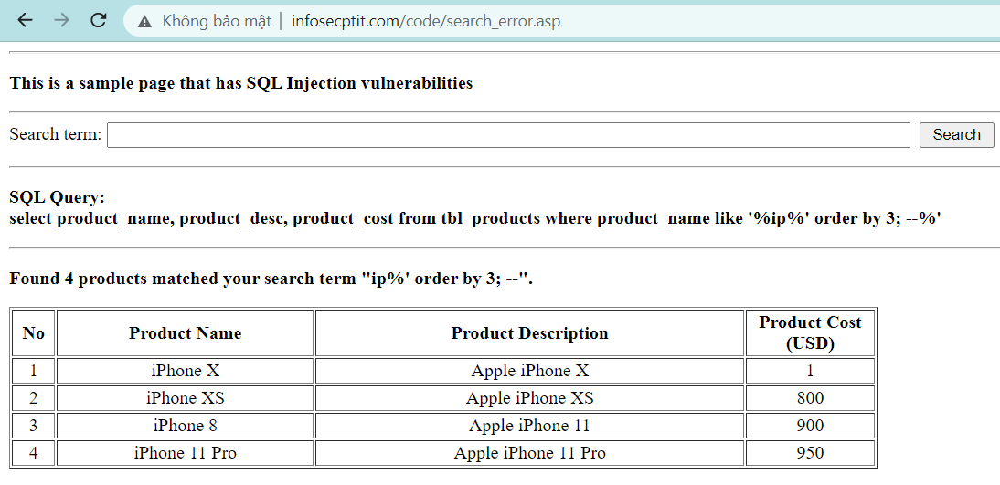 Không bảo mật | infosecptit.com/code/search_error.asp
This is a sample page that has SQL Injection vulnerabilities
Search term: Search
SQL Query:
select product_name, product_desc, product_cost from tbl_products where product_name like '%ip%' order by 3; --%'
Found 4 products matched your search term "ip%' order by 3; --".
No Product Name Product Description Product Cost (USD)
1 iPhone X Apple iPhone X 1
2 iPhone XS Apple iPhone XS 800
3 iPhone 8 Apple iPhone 11 900
4 iPhone 11 Pro Apple iPhone 11 Pro 950